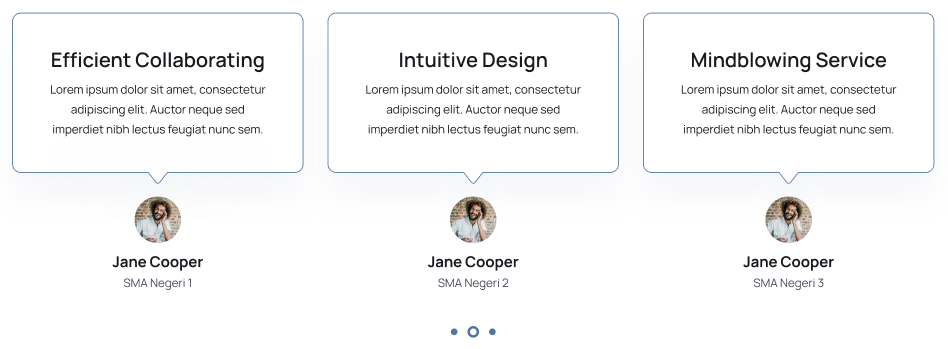 Efficient Collaborating
Lorem ipsum dolor sit amet, consectetur
adipiscing elit. Auctor neque sed
imperdiet nibh lectus feugiat nunc sem.
Jane Cooper
SMA Negeri 1
Intuitive Design
Lorem ipsum dolor sit amet, consectetur
adipiscing elit. Auctor neque sed
imperdiet nibh lectus feugiat nunc sem.
Jane Cooper
SMA Negeri 2
Mindblowing Service
Lorem ipsum dolor sit amet, consectetur
adipiscing elit. Auctor neque sed
imperdiet nibh lectus feugiat nunc sem.
Jane Cooper
SMA Negeri 3